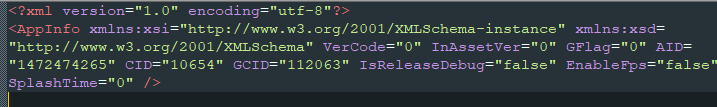 <?xml version="1.0" encoding="utf-8"?>
<AppInfo xmlns:xsi="http://www.w3.org/2001/XMLSchema-instance" xmlns:xsd=
"http://www.w3.org/2001/XMLSchema" VerCode="0" InAssetVer="0" GFlag="0" AID=
"1472474265" CID="10654" GCID="112063" IsReleaseDebug="false" EnableFps="false"
SplashTime="0" />